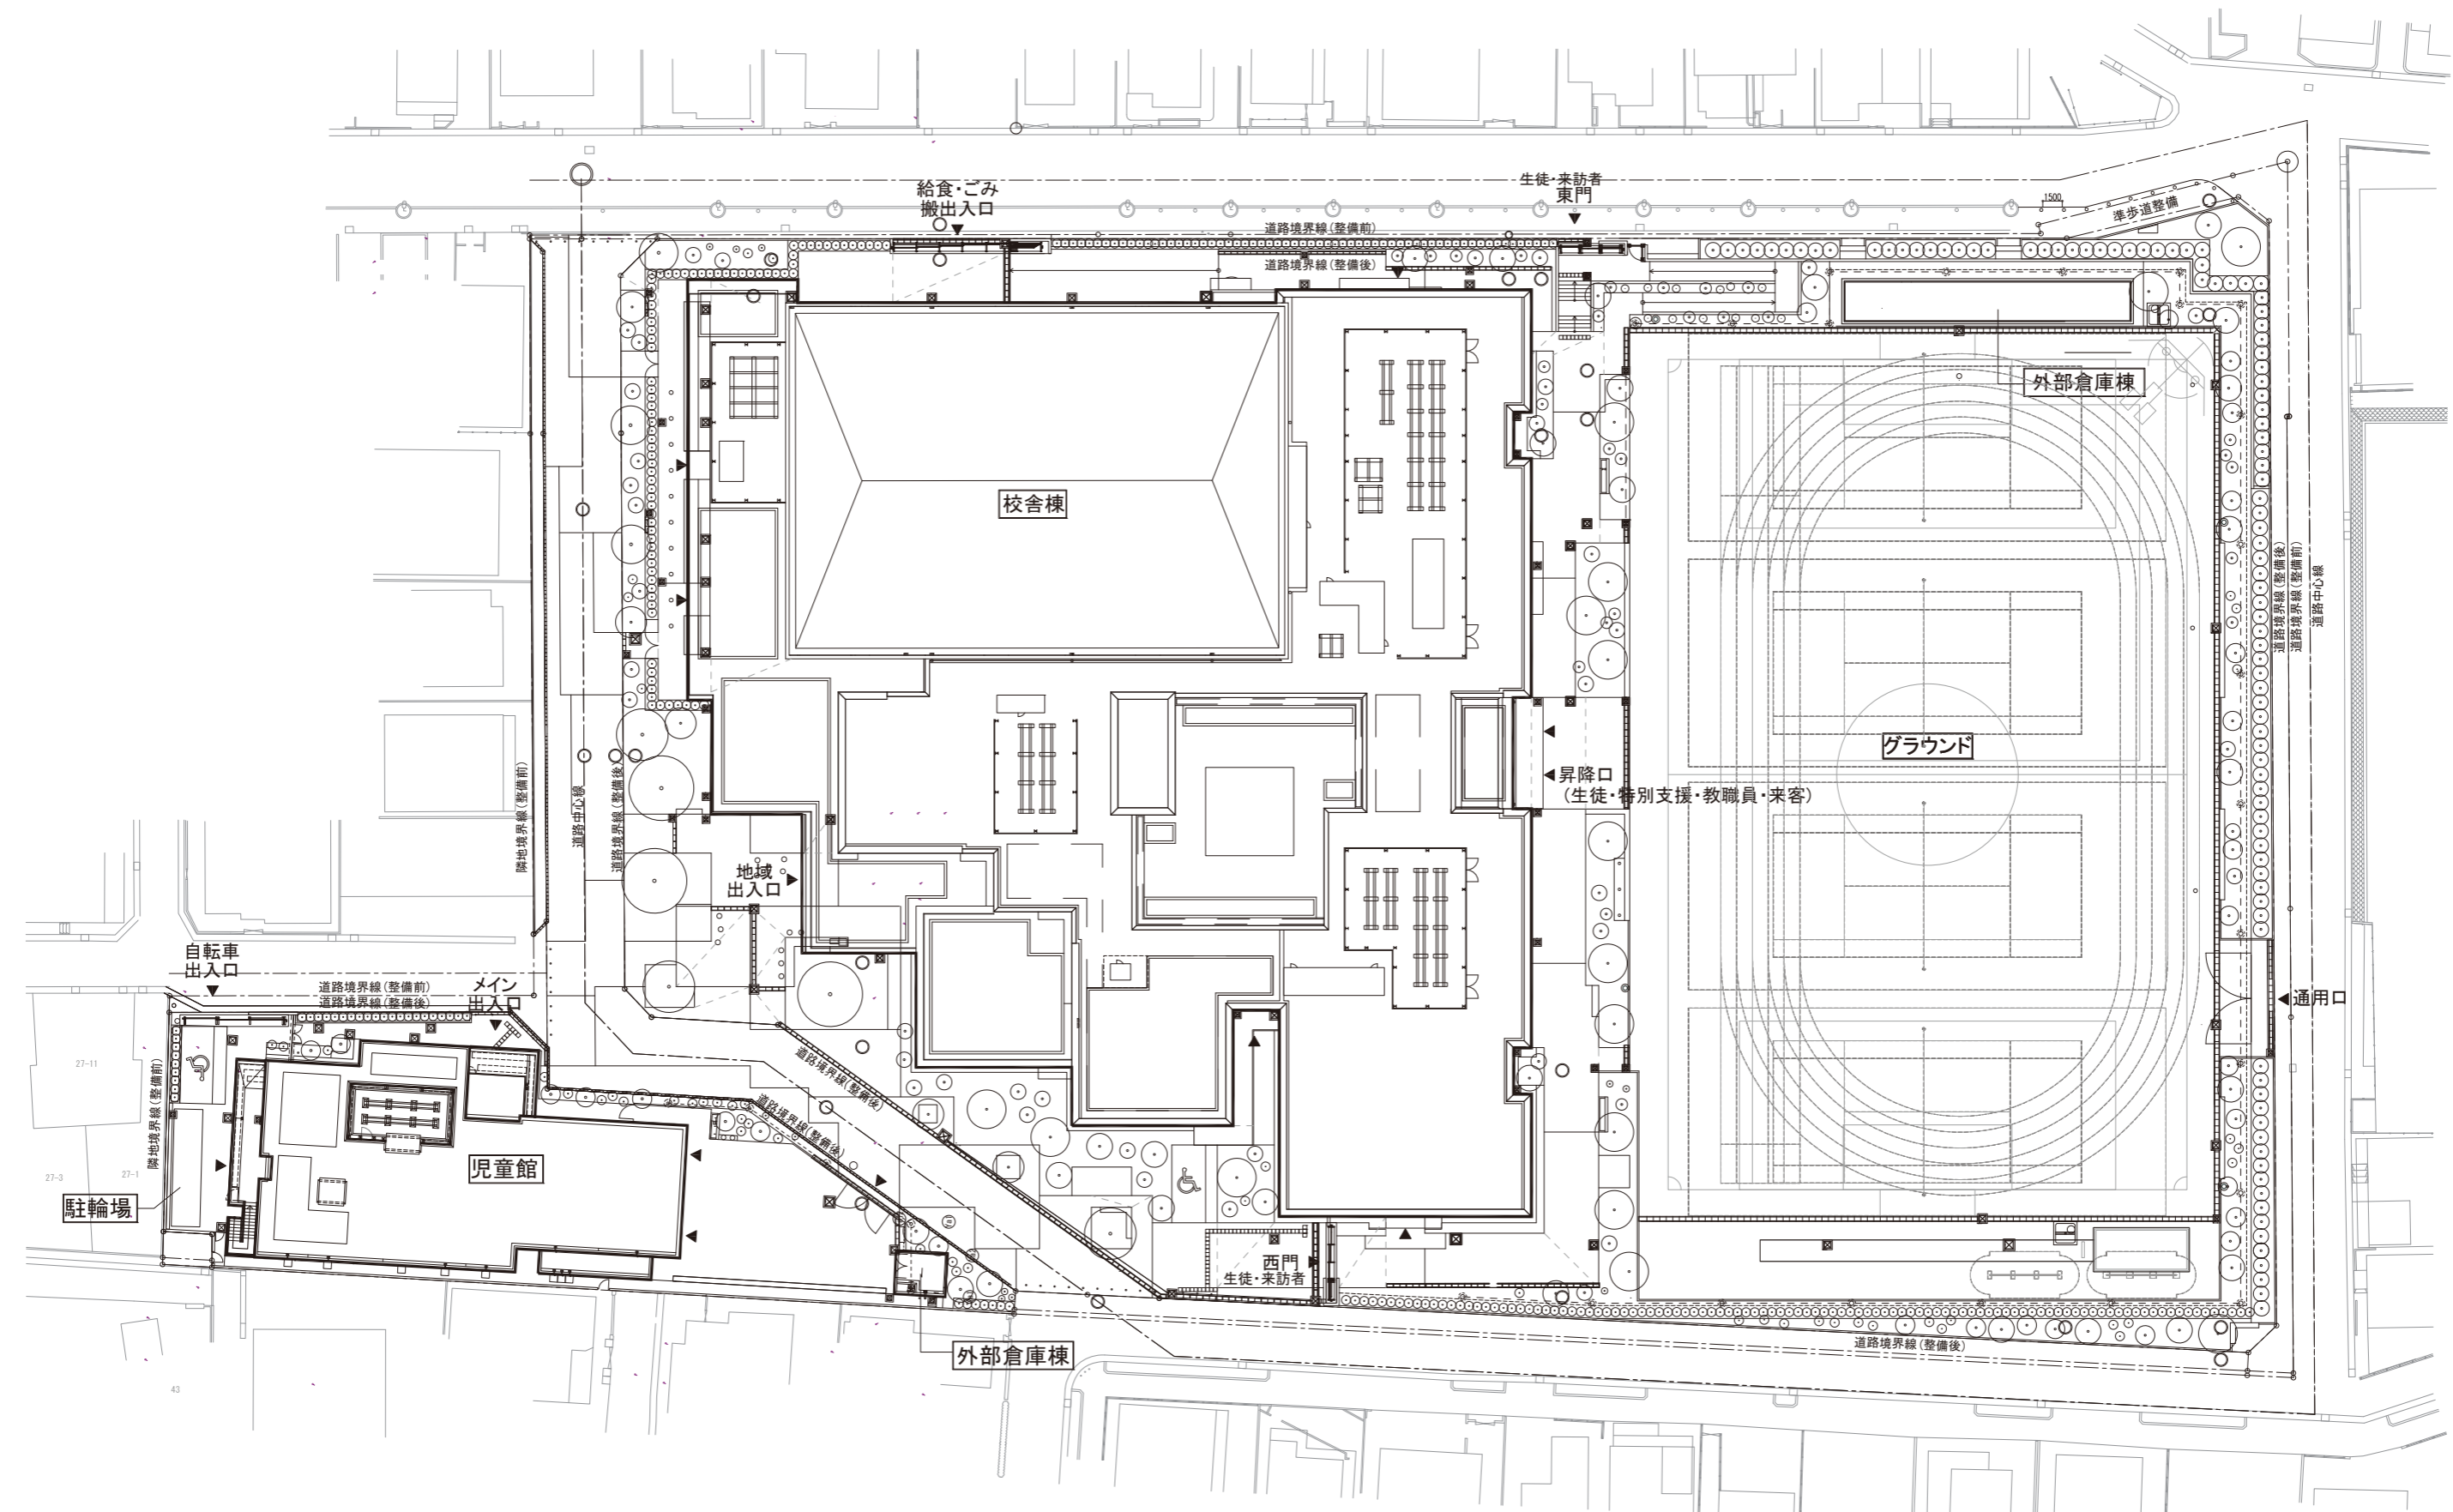 給食・ごみ
搬出入口
生徒・来訪者
東門
道路境界線(整備前)
道路境界線(整備後)
1500
準歩道整備
外部倉庫棟
校舎棟
グラウンド
道路境界線(整備後)
道路境界線(整備前)
道路中心線
昇降口
(生徒・特別支援・教職員・来客)
隣地境界線(整備前)
道路中心線
道路境界線(整備後)
地域
出入口
自転車
出入口
メイン
出入口
道路境界線(整備前)
道路境界線(整備後)
通用口
27-11
隣地境界線(整備前)
道路境界線(整備後)
道路境界線(整備後)
児童館
27-3
27-1
駐輪場
西門
生徒・来訪者
外部倉庫棟
道路境界線(整備後)
43